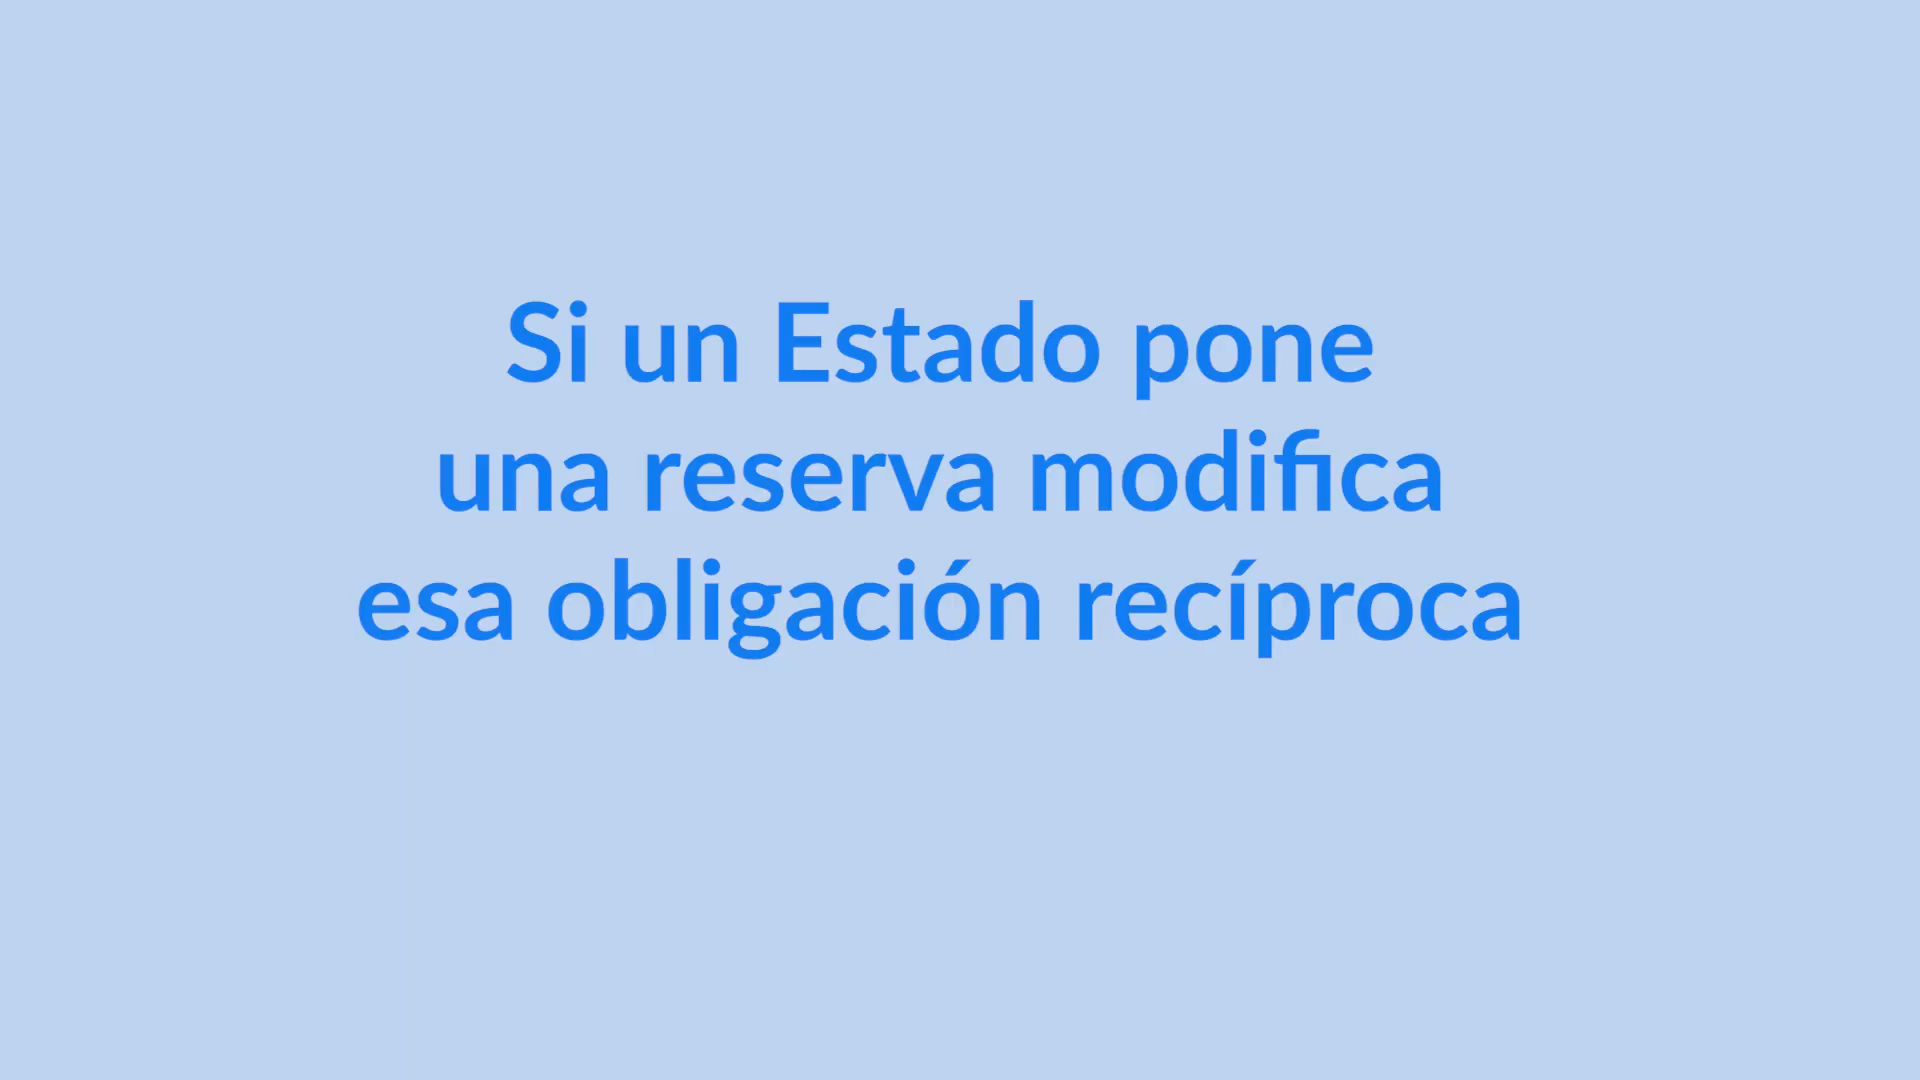 Si un Estado pone
una reserva modifica
esa obligación recíproca